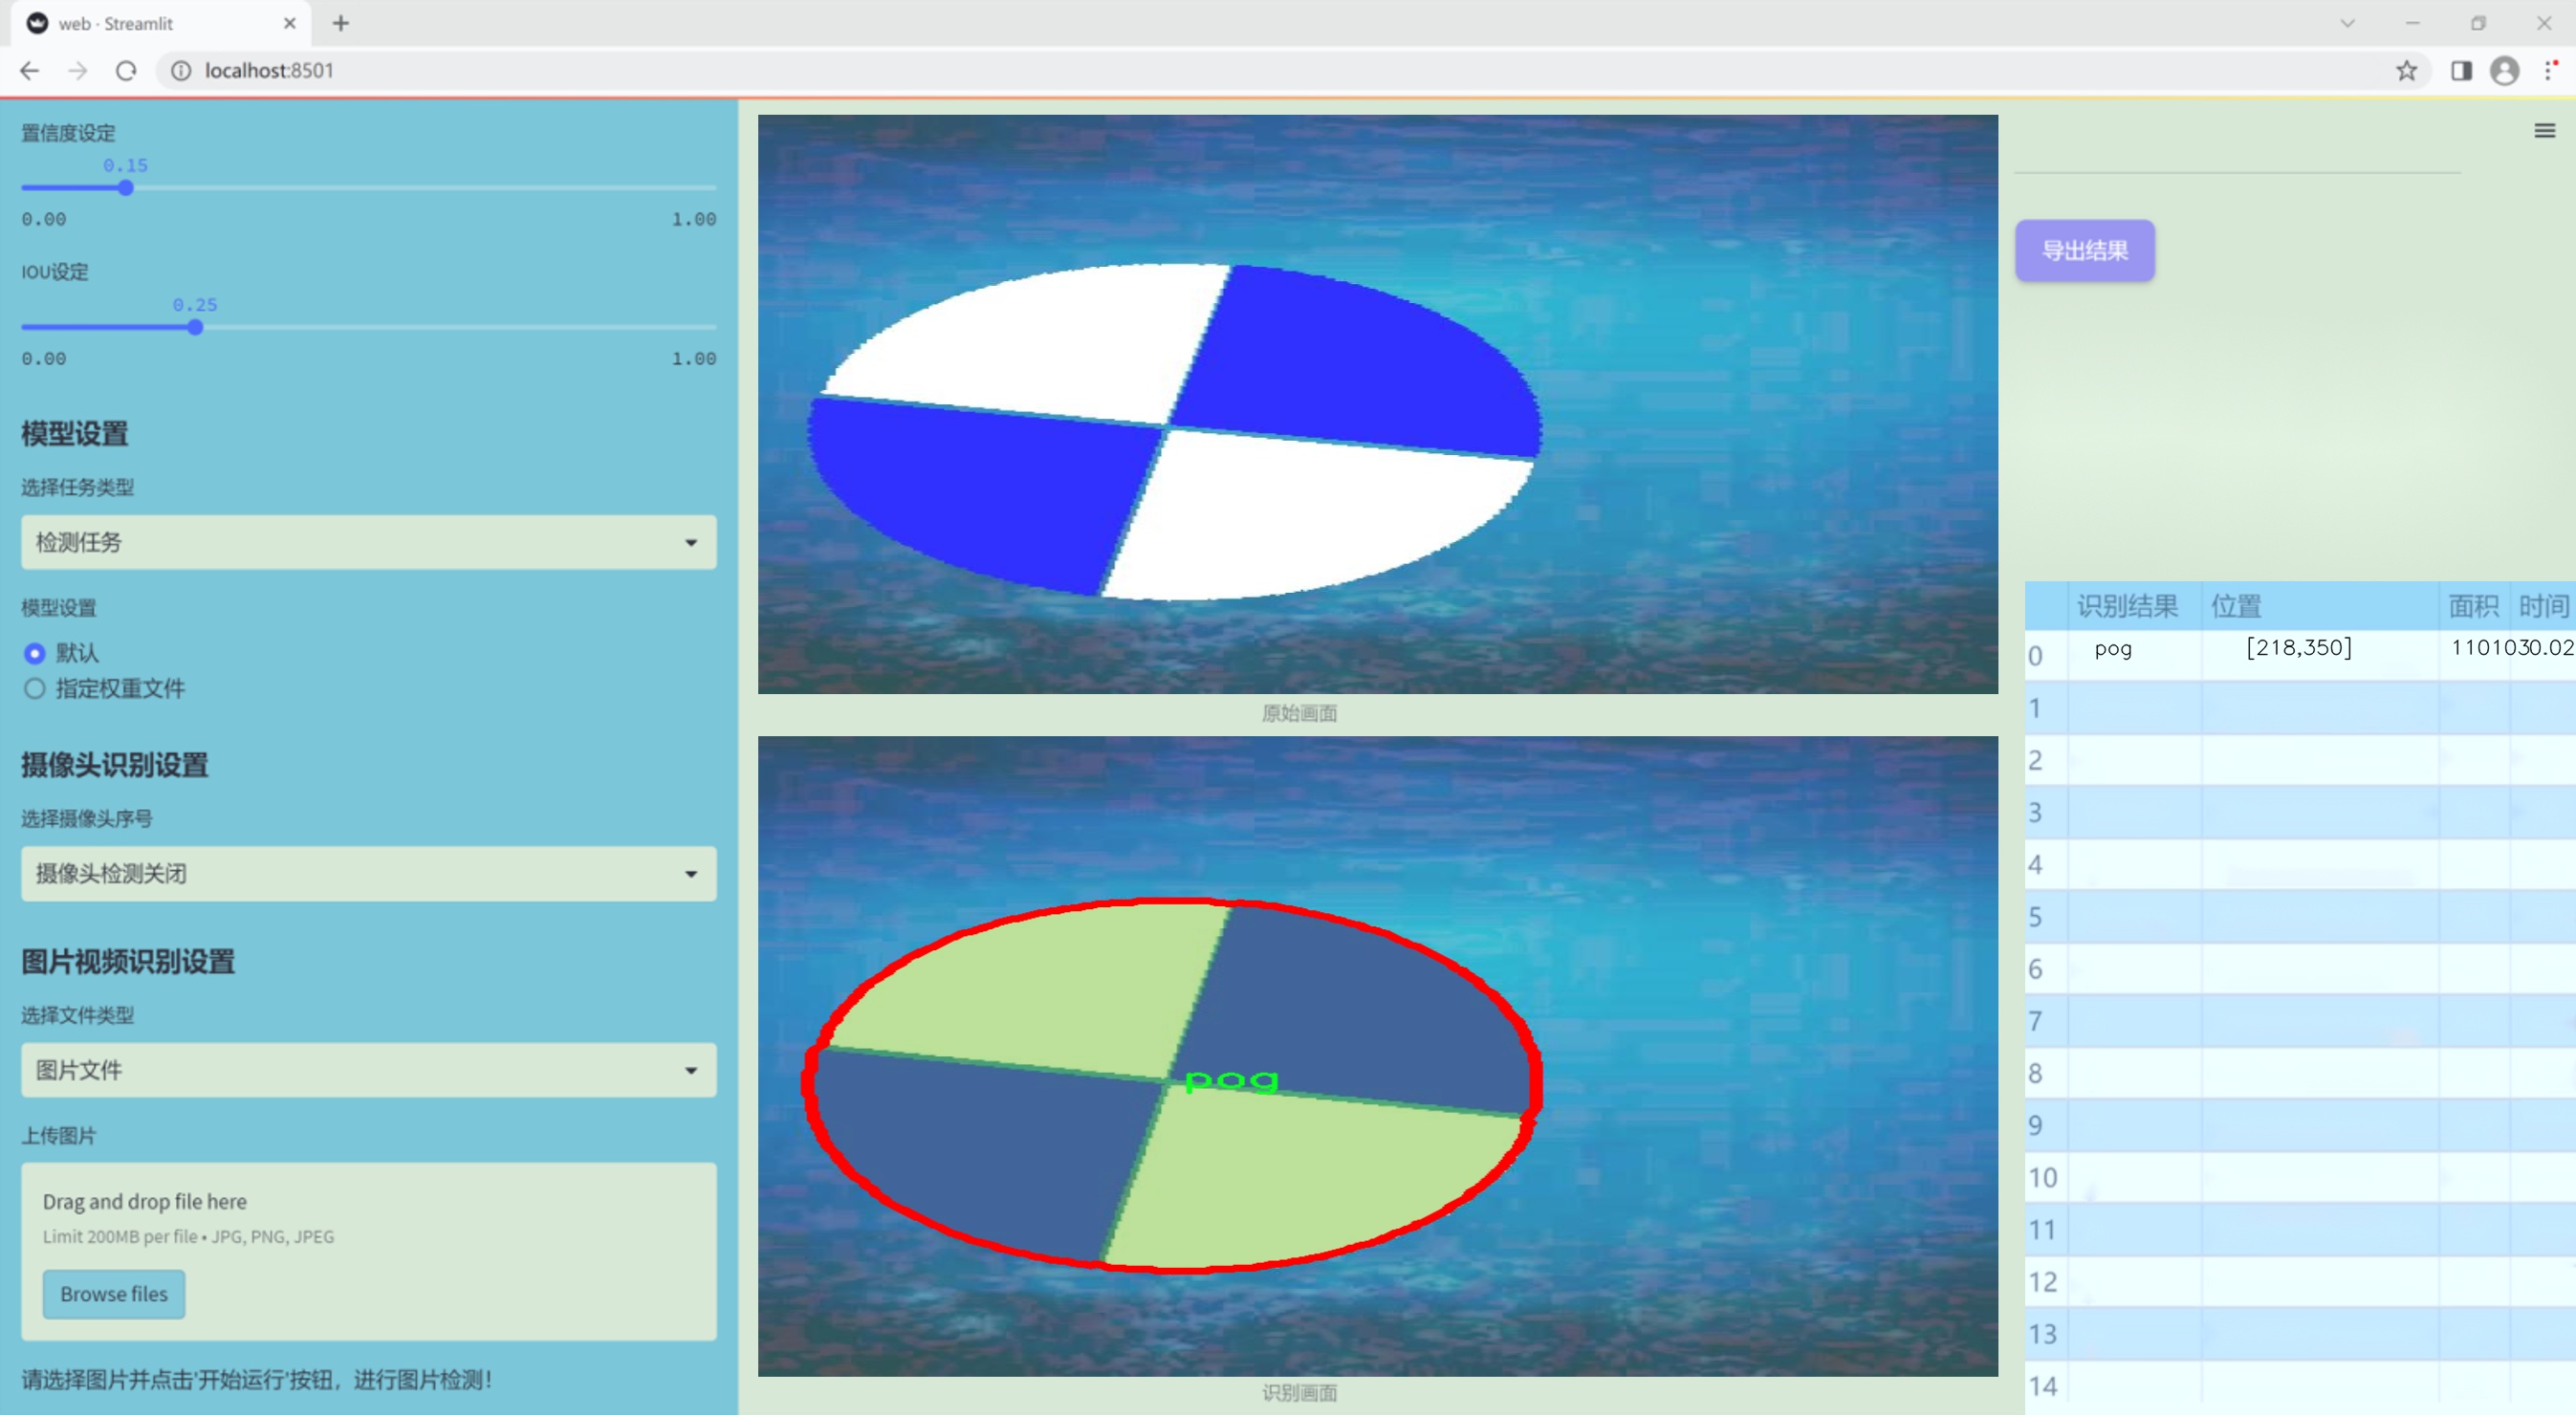 web · Streamlit
localhost:8501
置信度设定
0.15
0.00 1.00
IOU设定
0.25
0.00 1.00
模型设置
选择任务类型
检测任务
模型设置
默认
指定权重文件
摄像头识别设置
选择摄像头序号
摄像头检测关闭
图片视频识别设置
选择文件类型
图片文件
上传图片
Drag and drop file here
Limit 200MB per file • JPG, PNG, JPEG
Browse files
请选择图片并点击'开始运行'按钮，进行图片检测！
原始画面
pog
识别画面
导出结果
识别结果 位置 面积 时间
0 pog [218,350] 1101030.02
1
2
3
4
5
6
7
8
9
10
11
12
13
14